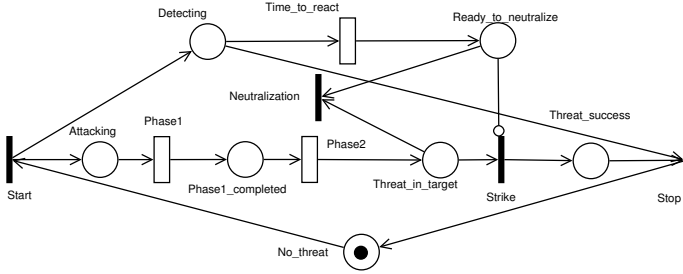 Time_to_react
Detecting
Ready_to_neutralize
Neutralization
Threat_success
Phase1
Attacking
Phase2
Phase1_completed
Threat_in_target
Start
Strike
Stop
No_threat